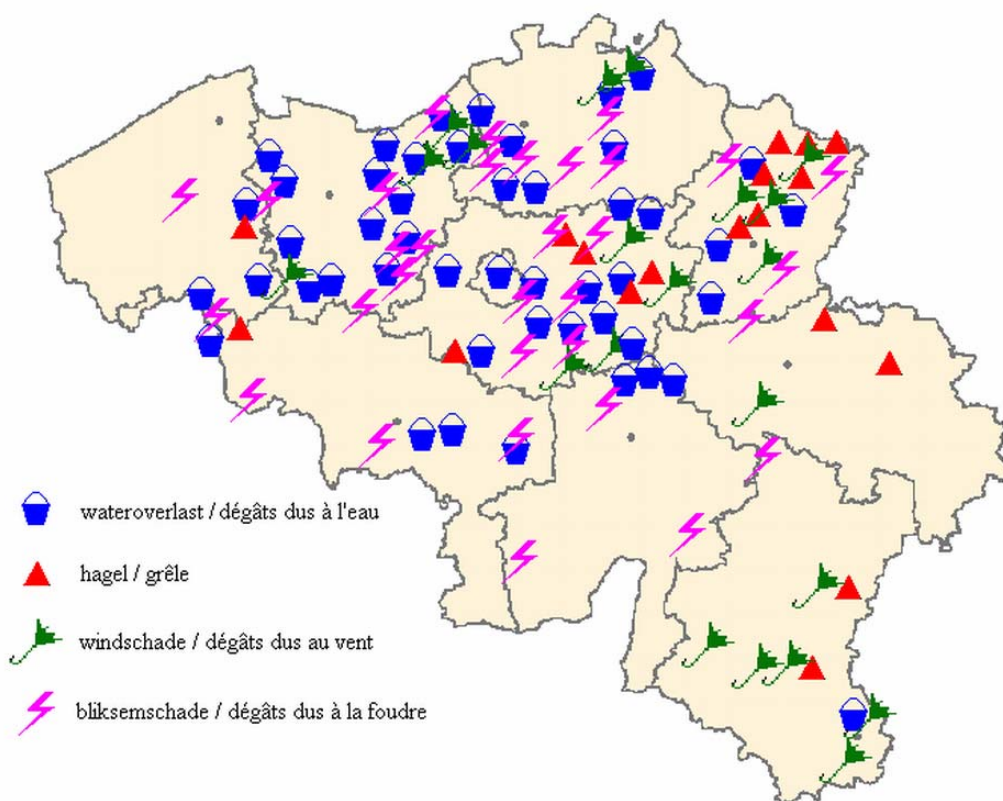 wateroverlast / dégâts dus à l'eau
hagel / grêle
windschade / dégâts dus au vent
bliksemschade / dégâts dus à la foudre